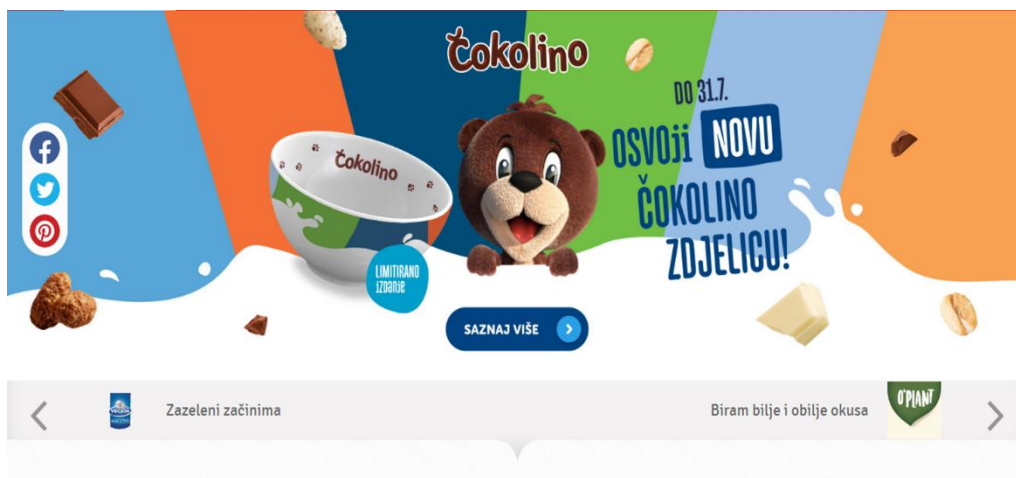 Čokolino
DO 31.7.
OSVOji NOVU
ČOKOLINO
ZDJELICU!
Čokolino
LIMITIRANO
izdanje
SAZNAJ VIŠE
Zazeleni začinima
Biram bilje i obilje okusa
O'PLANT